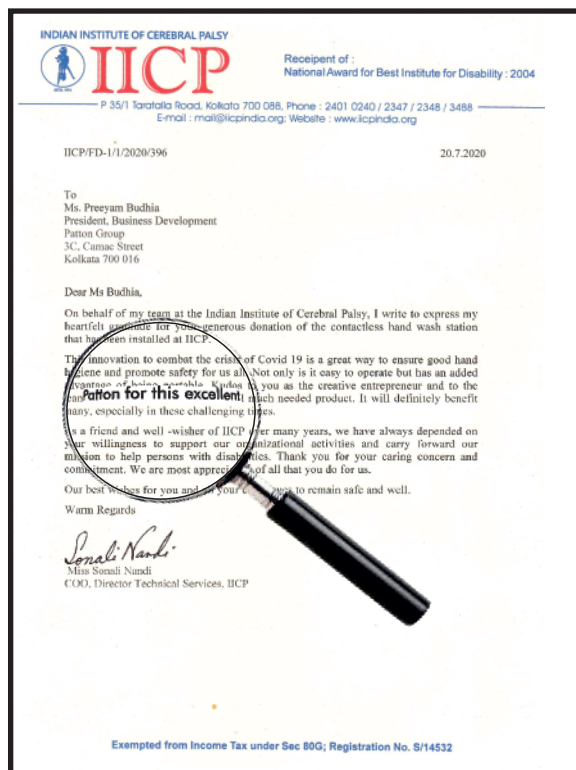 INDIAN INSTITUTE OF CEREBRAL PALSY
IICP
Receipent of :
National Award for Best Institute for Disability : 2004
P 35/1 Taratalla Road, Kolkata 700 088, Phone : 2401 0240 / 2347 / 2348 / 3488
E-mail : mail@iicpindia.org; Website : www.iicpindia.org
IICP/FD-1/1/2020/396
20.7.2020
To
Ms. Preeyam Budhia
President, Business Development
Patton Group
3C, Camac Street
Kolkata 700 016
Dear Ms Budhia,
On behalf of my team at the Indian Institute of Cerebral Palsy, I write to express my
heartfelt gratitude for your generous donation of the contactless hand wash station
that has been installed at IICP.
This innovation to combat the crisis of Covid 19 is a great way to ensure good hand
hygiene and promote safety for us all. Not only is it easy to operate but has an added
advantage of being portable. Kudos to you as the creative entrepreneur and to the
Patton for this excellent much needed product. It will definitely benefit
many, especially in these challenging times.
As a friend and well -wisher of IICP over many years, we have always depended on
your willingness to support our organizational activities and carry forward our
mission to help persons with disabilities. Thank you for your caring concern and
commitment. We are most appreciative of all that you do for us.
Our best wishes for you and your to remain safe and well.
Warm Regards
Sonali Nandi
Miss Sonali Nandi
COO, Director Technical Services, IICP
Exempted from Income Tax under Sec 80G; Registration No. S/14532